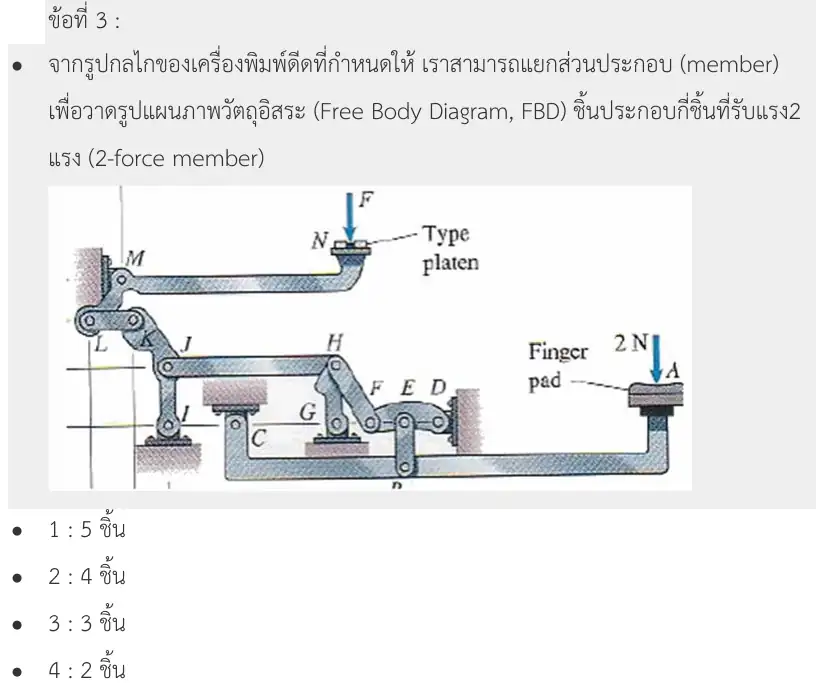 ข้อที่ 3 :
• จากรูปกลไกของเครื่องพิมพ์ดีดที่กำหนดให้ เราสามารถแยกส่วนประกอบ (member)
เพื่อวาดรูปแผนภาพวัตถุอิสระ (Free Body Diagram, FBD) ชิ้นประกอบกี่ชิ้นที่รับแรง2
แรง (2-force member)
F
N Type
platen
M
L K J H
Finger 2 N
pad A
F E D
I C G
• 1 : 5 ชิ้น
• 2 : 4 ชิ้น
• 3 : 3 ชิ้น
• 4 : 2 ชิ้น